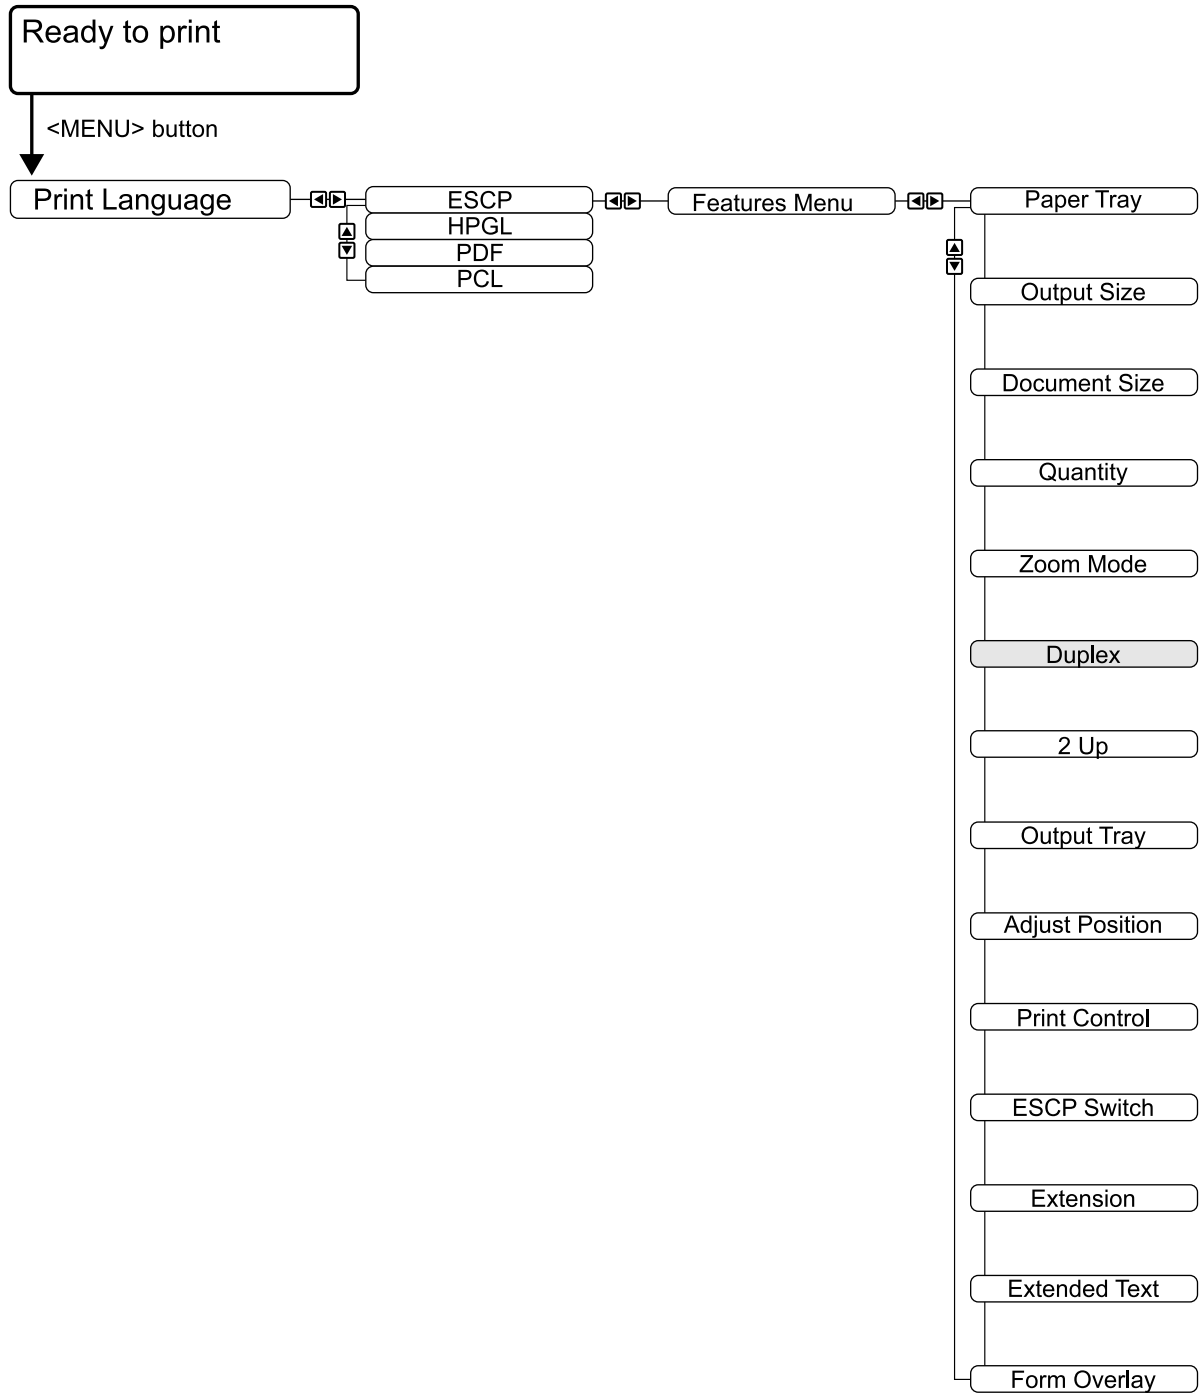 Ready to print
<MENU> button
Print Language
ESCP
HPGL
PDF
PCL
Features Menu
Paper Tray
Output Size
Document Size
Quantity
Zoom Mode
Duplex
2 Up
Output Tray
Adjust Position
Print Control
ESCP Switch
Extension
Extended Text
Form Overlay